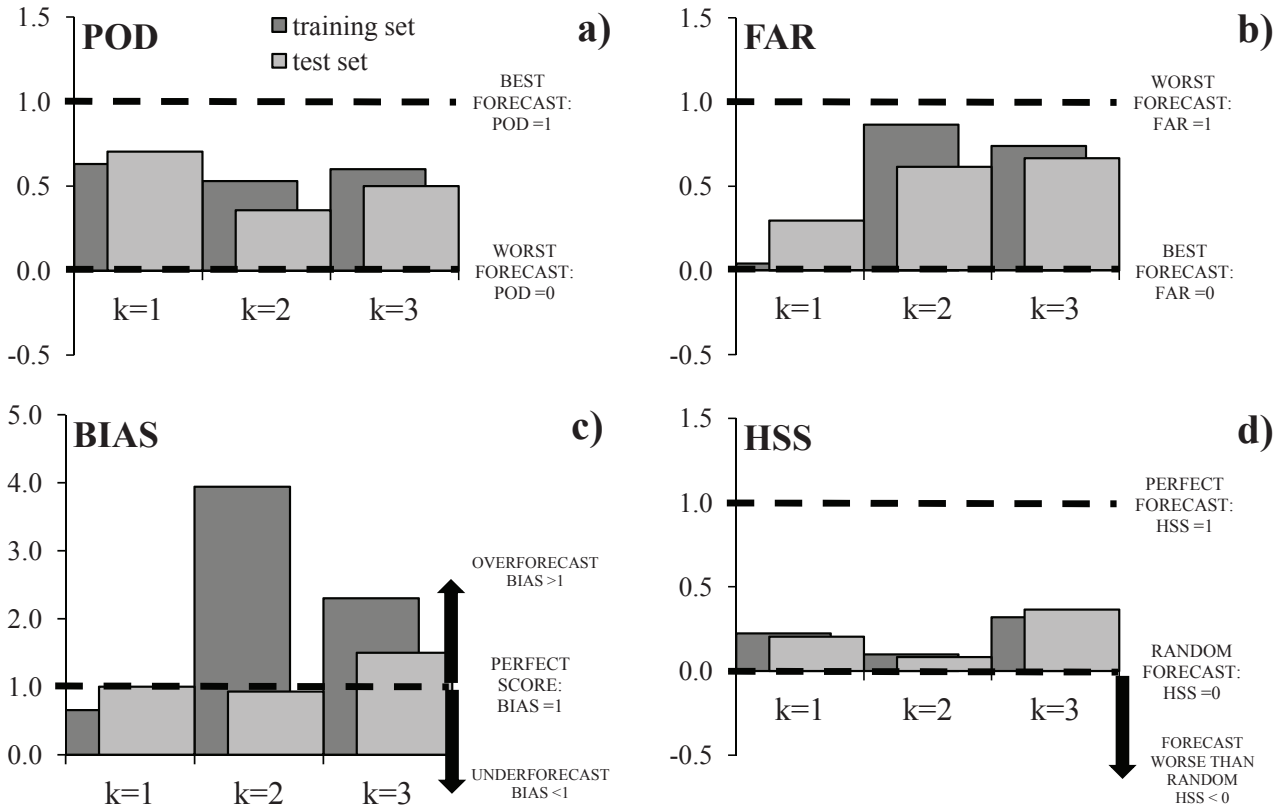 POD
training set
test set
a)
1.5
1.0
0.5
0.0
-0.5
BEST
FORECAST:
POD =1
WORST
FORECAST:
POD =0
k=1 k=2 k=3
FAR
b)
1.5
1.0
0.5
0.0
-0.5
WORST
FORECAST:
FAR =1
BEST
FORECAST:
FAR =0
k=1 k=2 k=3
BIAS
c)
5.0
4.0
3.0
2.0
1.0
0.0
OVERFORECAST
BIAS >1
PERFECT
SCORE:
BIAS =1
UNDERFORECAST
BIAS <1
k=1 k=2 k=3
HSS
d)
1.5
1.0
0.5
0.0
-0.5
PERFECT
FORECAST:
HSS =1
RANDOM
FORECAST:
HSS =0
FORECAST
WORSE THAN
RANDOM
HSS < 0
k=1 k=2 k=3